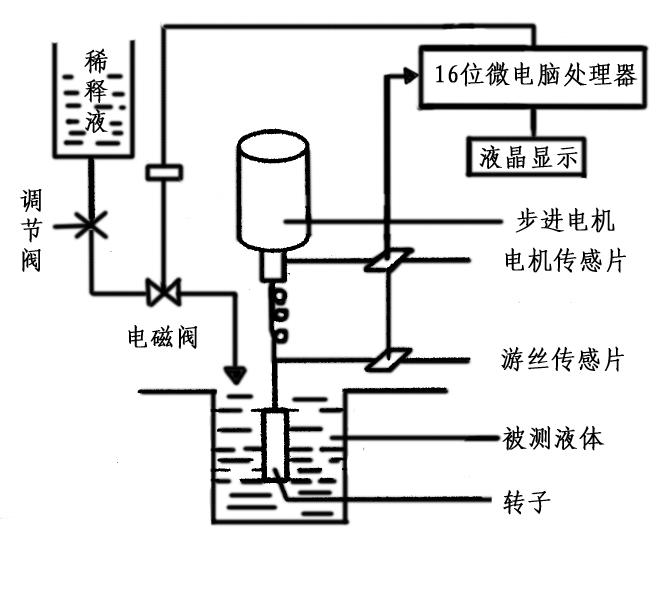 稀释液
16位微电脑处理器
液晶显示
调节阀
步进电机
电机传感片
电磁阀
游丝传感片
被测液体
转子